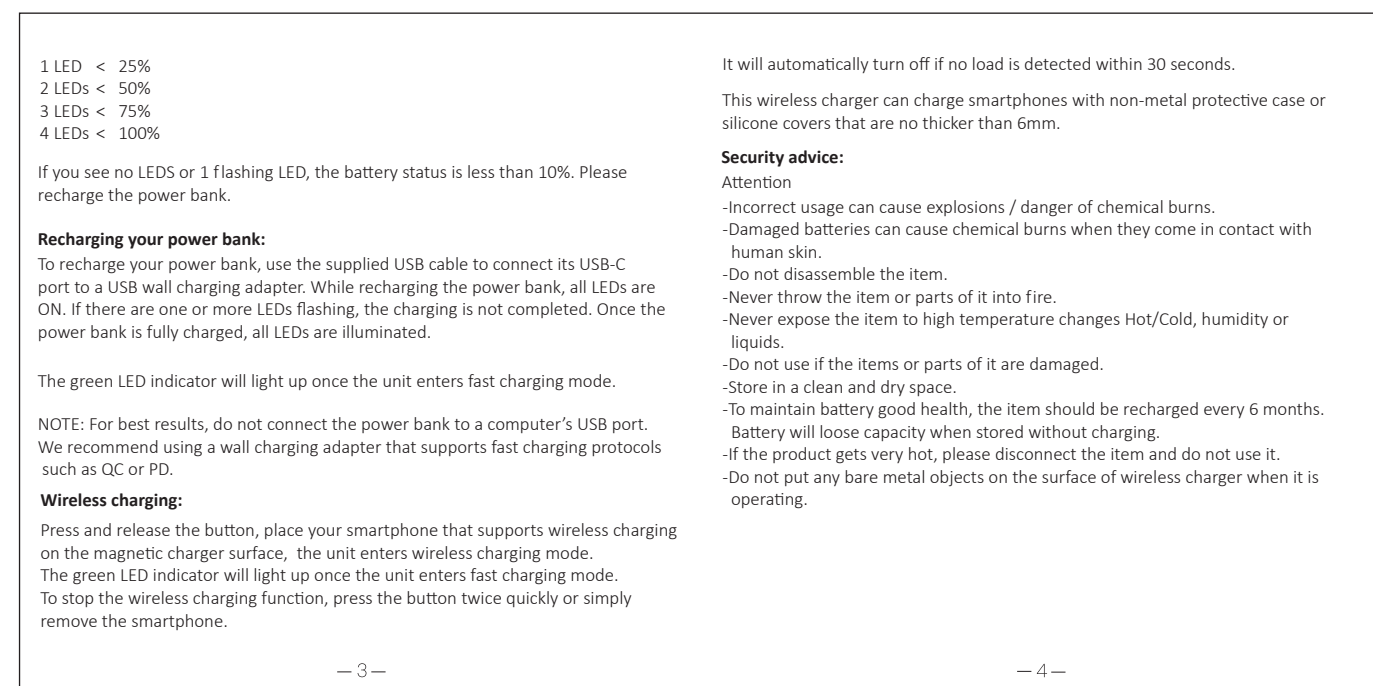 1 LED < 25%
2 LEDs < 50%
3 LEDs < 75%
4 LEDs < 100%
If you see no LEDS or 1 flashing LED, the battery status is less than 10%. Please
recharge the power bank.
Recharging your power bank:
To recharge your power bank, use the supplied USB cable to connect its USB-C
port to a USB wall charging adapter. While recharging the power bank, all LEDs are
ON. If there are one or more LEDs flashing, the charging is not completed. Once the
power bank is fully charged, all LEDs are illuminated.
The green LED indicator will light up once the unit enters fast charging mode.
NOTE: For best results, do not connect the power bank to a computer’s USB port.
We recommend using a wall charging adapter that supports fast charging protocols
such as QC or PD.
Wireless charging:
Press and release the button, place your smartphone that supports wireless charging
on the magnetic charger surface, the unit enters wireless charging mode.
The green LED indicator will light up once the unit enters fast charging mode.
To stop the wireless charging function, press the button twice quickly or simply
remove the smartphone.
— 3 —
It will automatically turn off if no load is detected within 30 seconds.
This wireless charger can charge smartphones with non-metal protective case or
silicone covers that are no thicker than 6mm.
Security advice:
Attention
-Incorrect usage can cause explosions / danger of chemical burns.
-Damaged batteries can cause chemical burns when they come in contact with
human skin.
-Do not disassemble the item.
-Never throw the item or parts of it into fire.
-Never expose the item to high temperature changes Hot/Cold, humidity or
liquids.
-Do not use if the items or parts of it are damaged.
-Store in a clean and dry space.
-To maintain battery good health, the item should be recharged every 6 months.
Battery will loose capacity when stored without charging.
-If the product gets very hot, please disconnect the item and do not use it.
-Do not put any bare metal objects on the surface of wireless charger when it is
operating.
— 4 —